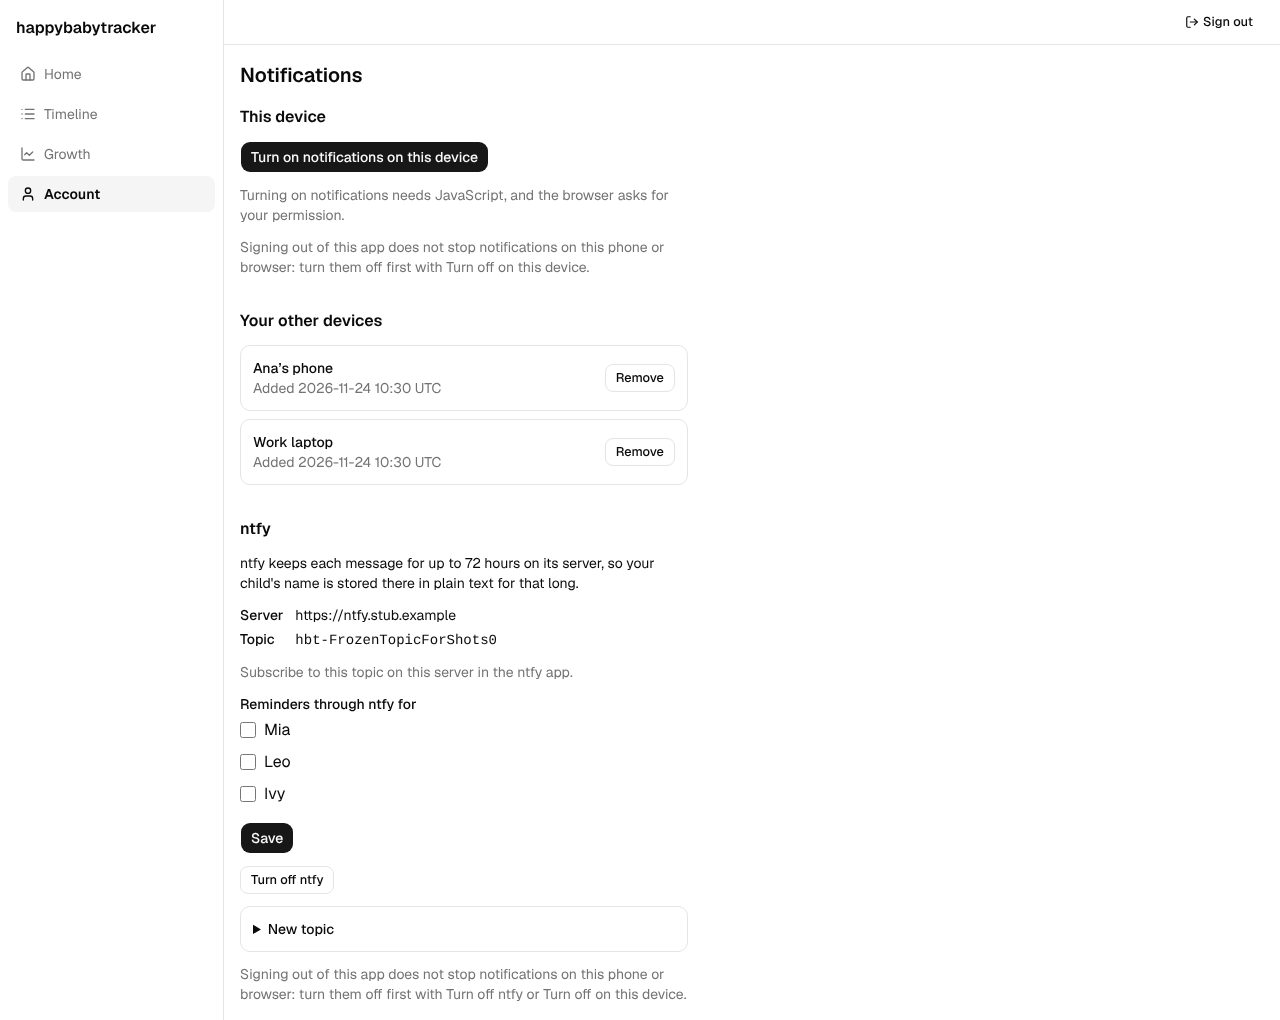 happybabytracker
Sign out
Home
Timeline
Growth
Account
Notifications
This device
Turn on notifications on this device
Turning on notifications needs JavaScript, and the browser asks for
your permission.
Signing out of this app does not stop notifications on this phone or
browser: turn them off first with Turn off on this device.
Your other devices
Ana's phone
Added 2026-11-24 10:30 UTC
Remove
Work laptop
Added 2026-11-24 10:30 UTC
Remove
ntfy
ntfy keeps each message for up to 72 hours on its server, so your
child's name is stored there in plain text for that long.
Server https://ntfy.stub.example
Topic hbt-FrozenTopicForShots0
Subscribe to this topic on this server in the ntfy app.
Reminders through ntfy for
Mia
Leo
Ivy
Save
Turn off ntfy
New topic
Signing out of this app does not stop notifications on this phone or
browser: turn them off first with Turn off ntfy or Turn off on this device.